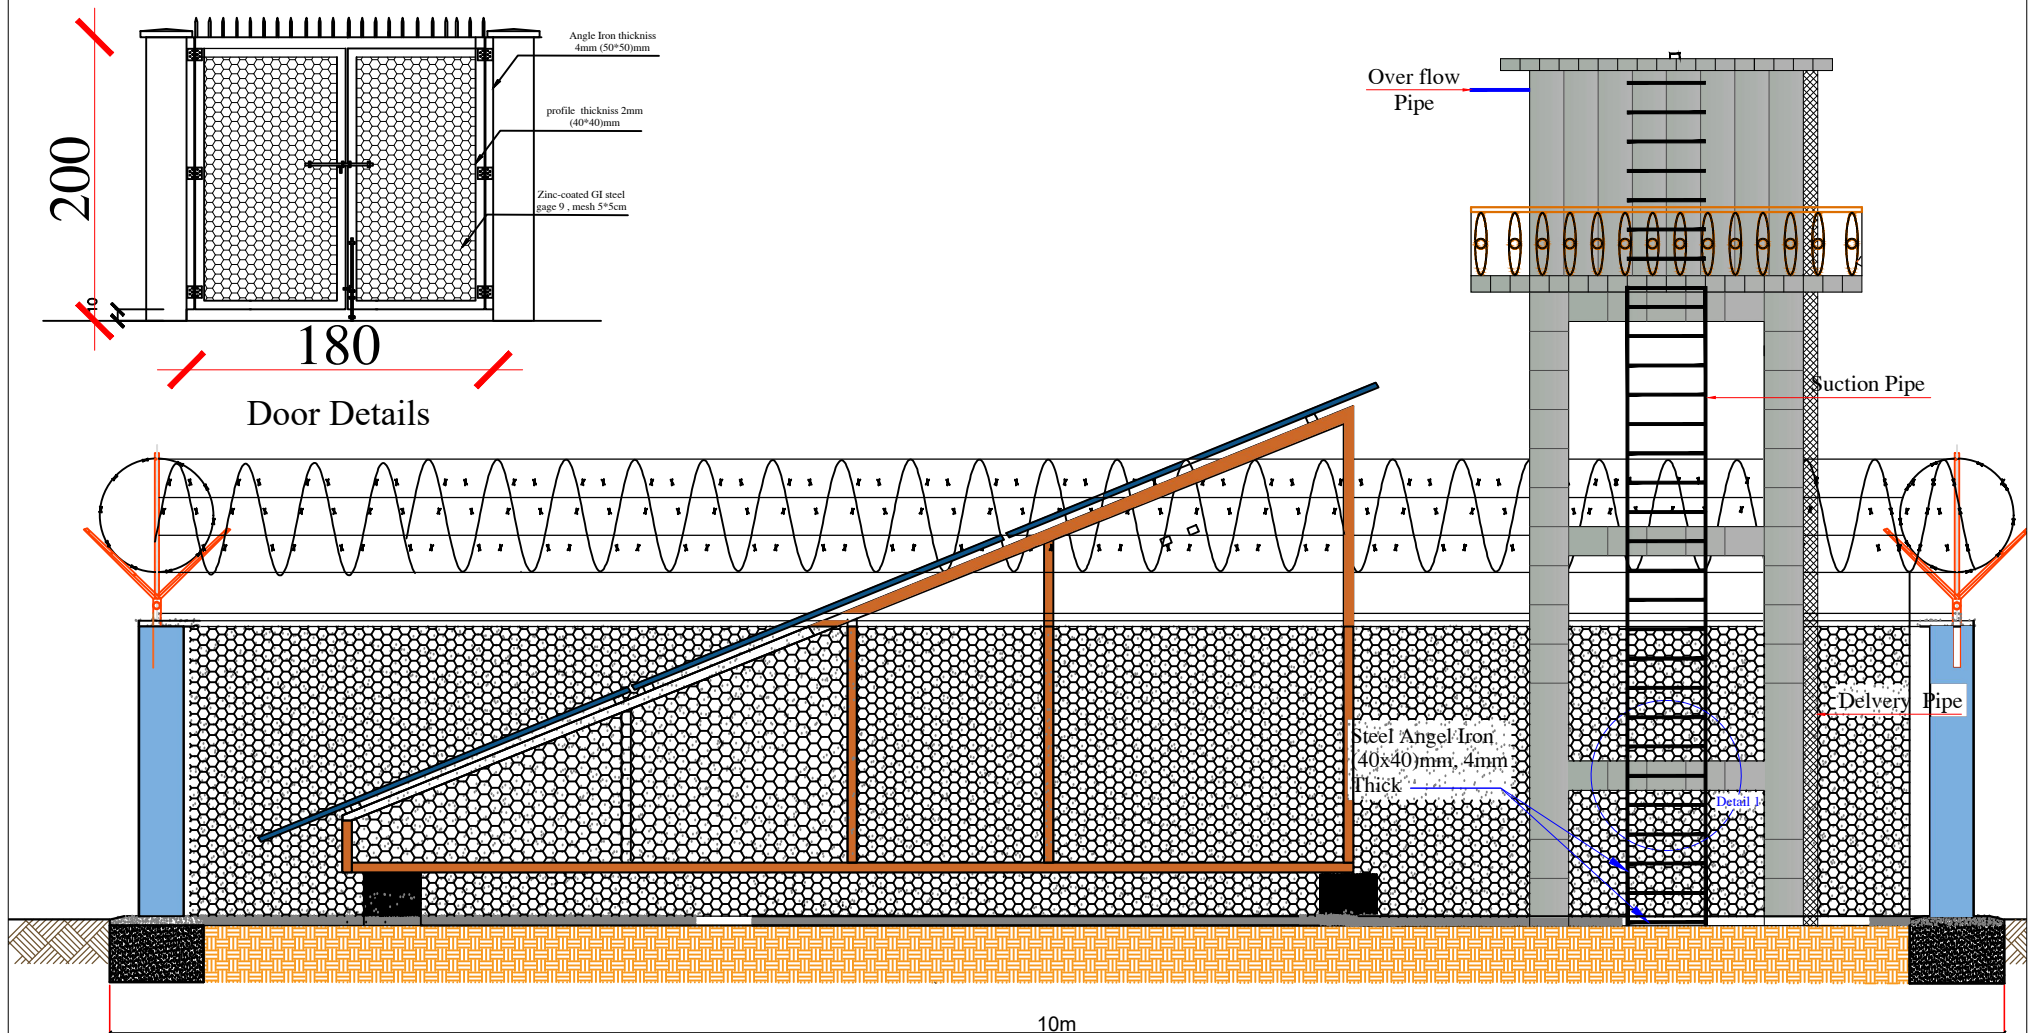 Angle Iron thickniss
4mm (50*50)mm
profile thickniss 2mm
(40*40)mm
Zinc-coated GI steel
gage 9 , mesh 5*5cm
200
10
180
Door Details
Over flow
Pipe
Suction Pipe
Delvery Pipe
Steel Angel Iron
(40x40)mm, 4mm
Thick
Detail 1
10m